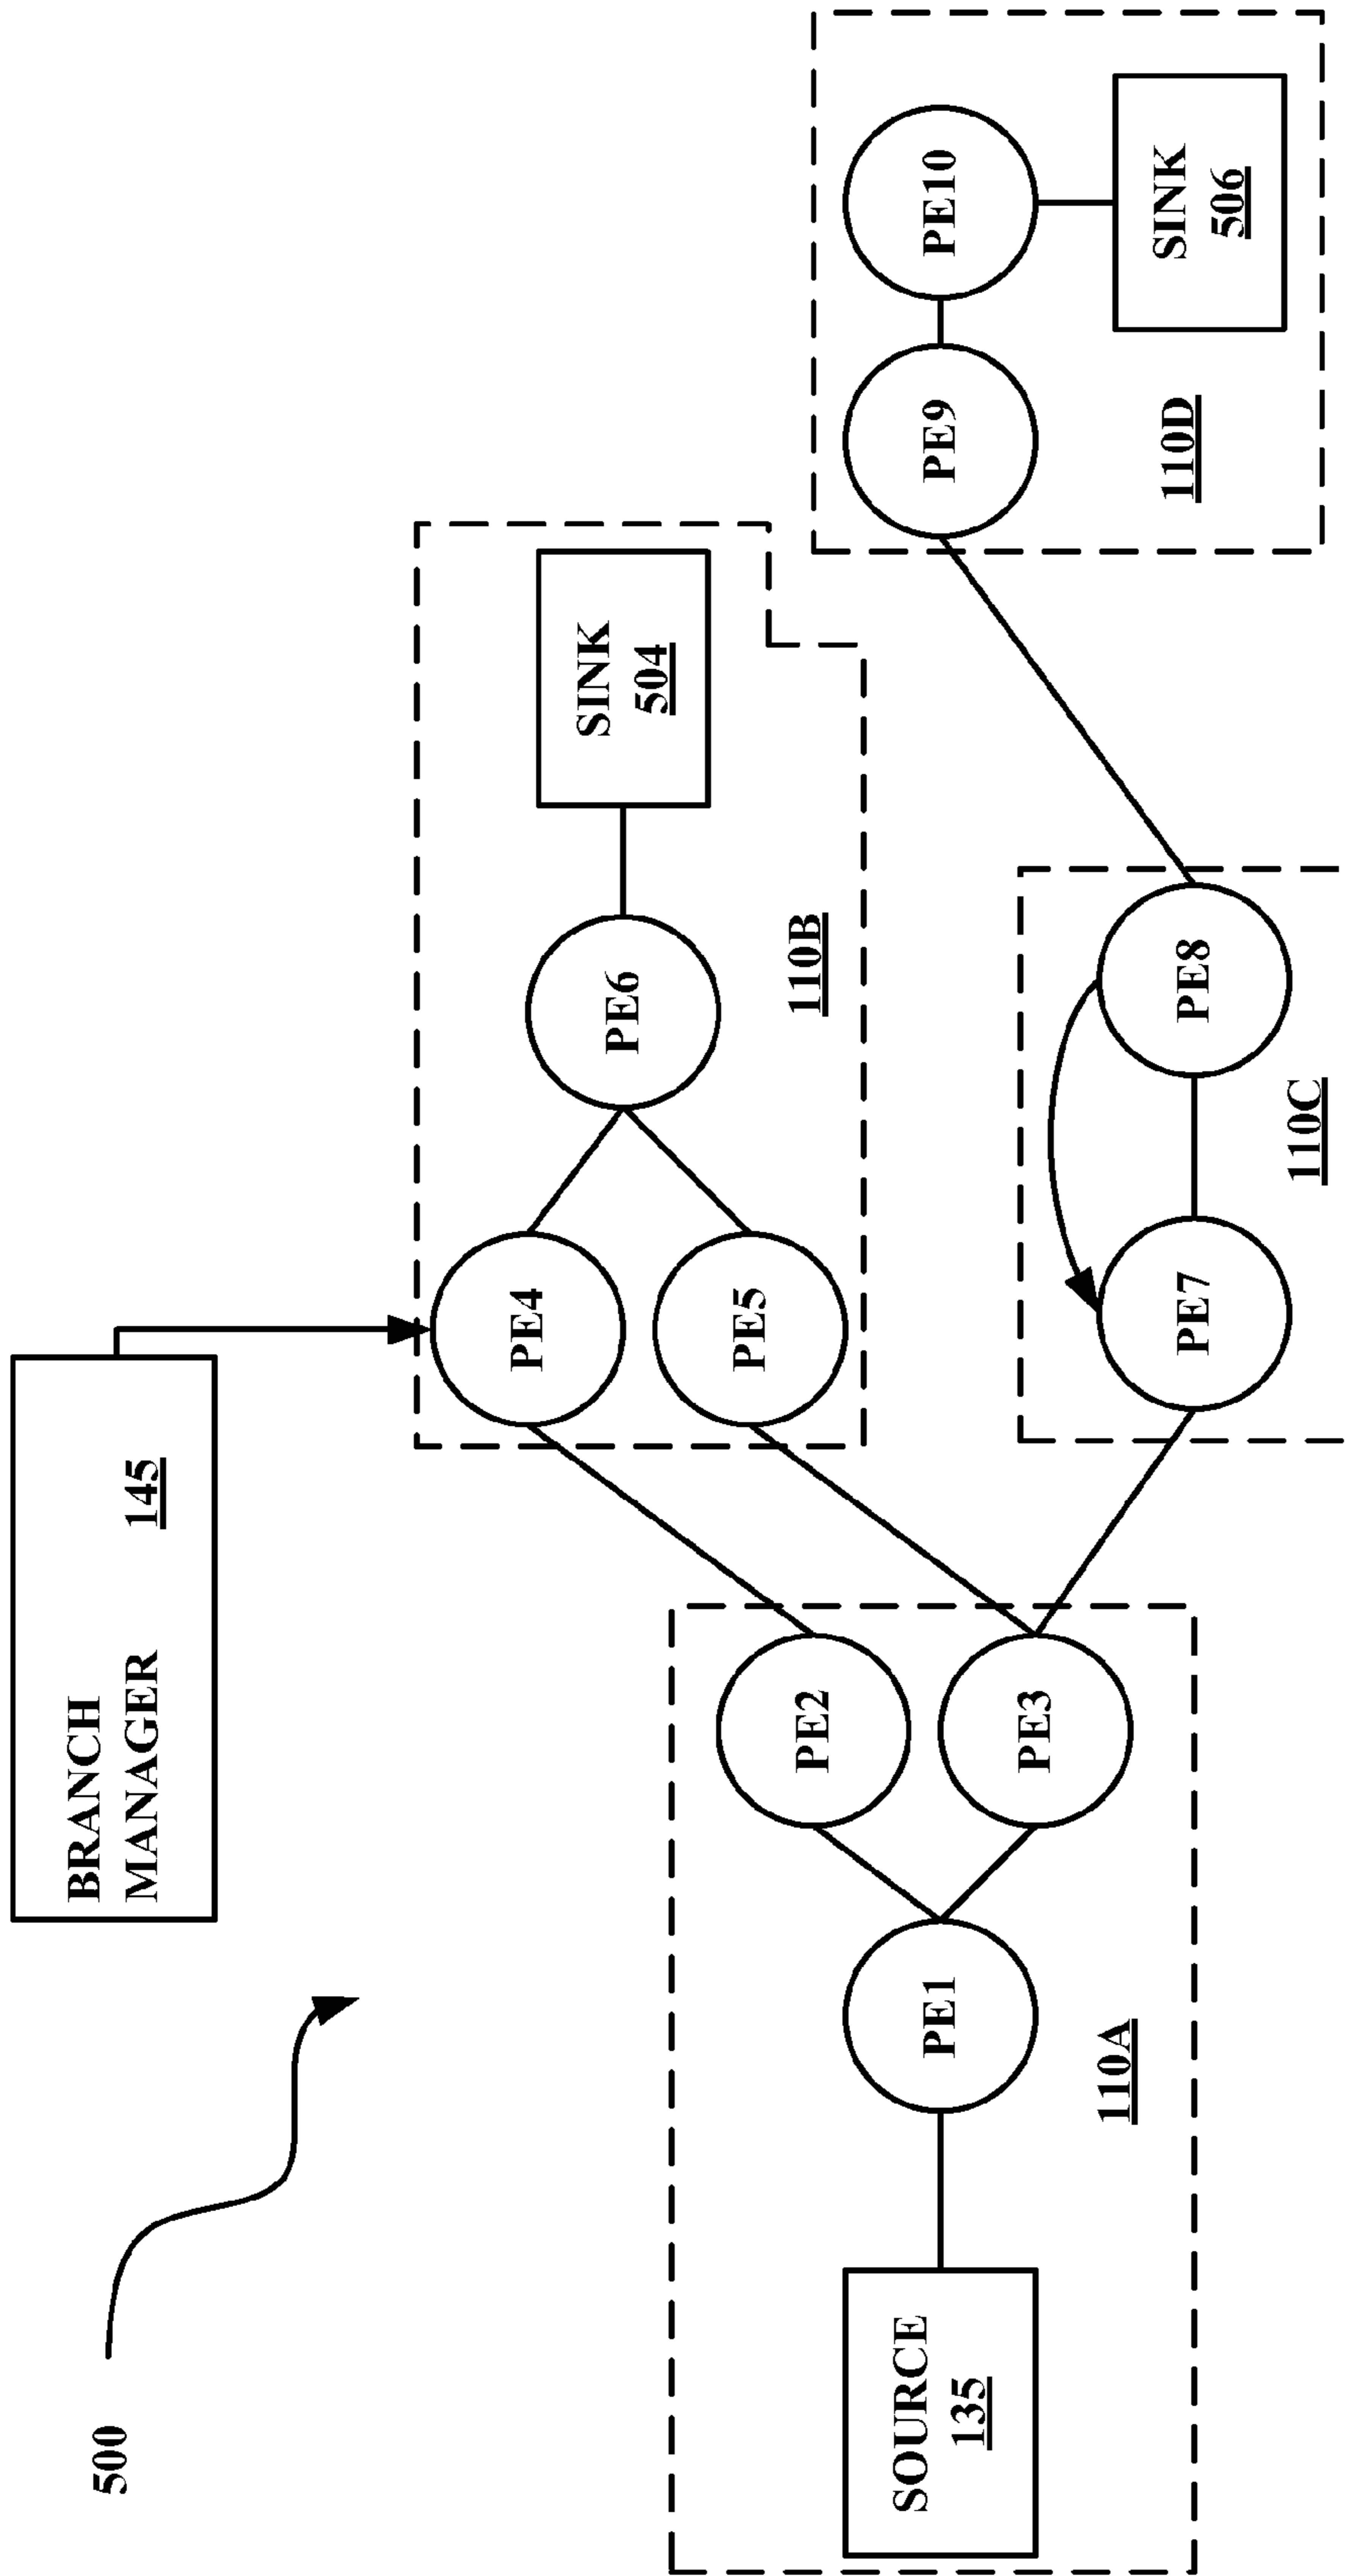 500
BRANCH
MANAGER 145
SOURCE
135
PE1
PE2
PE3
110A
PE4
PE5
PE6
SINK
504
110B
PE7
PE8
110C
PE9
PE10
SINK
506
110D